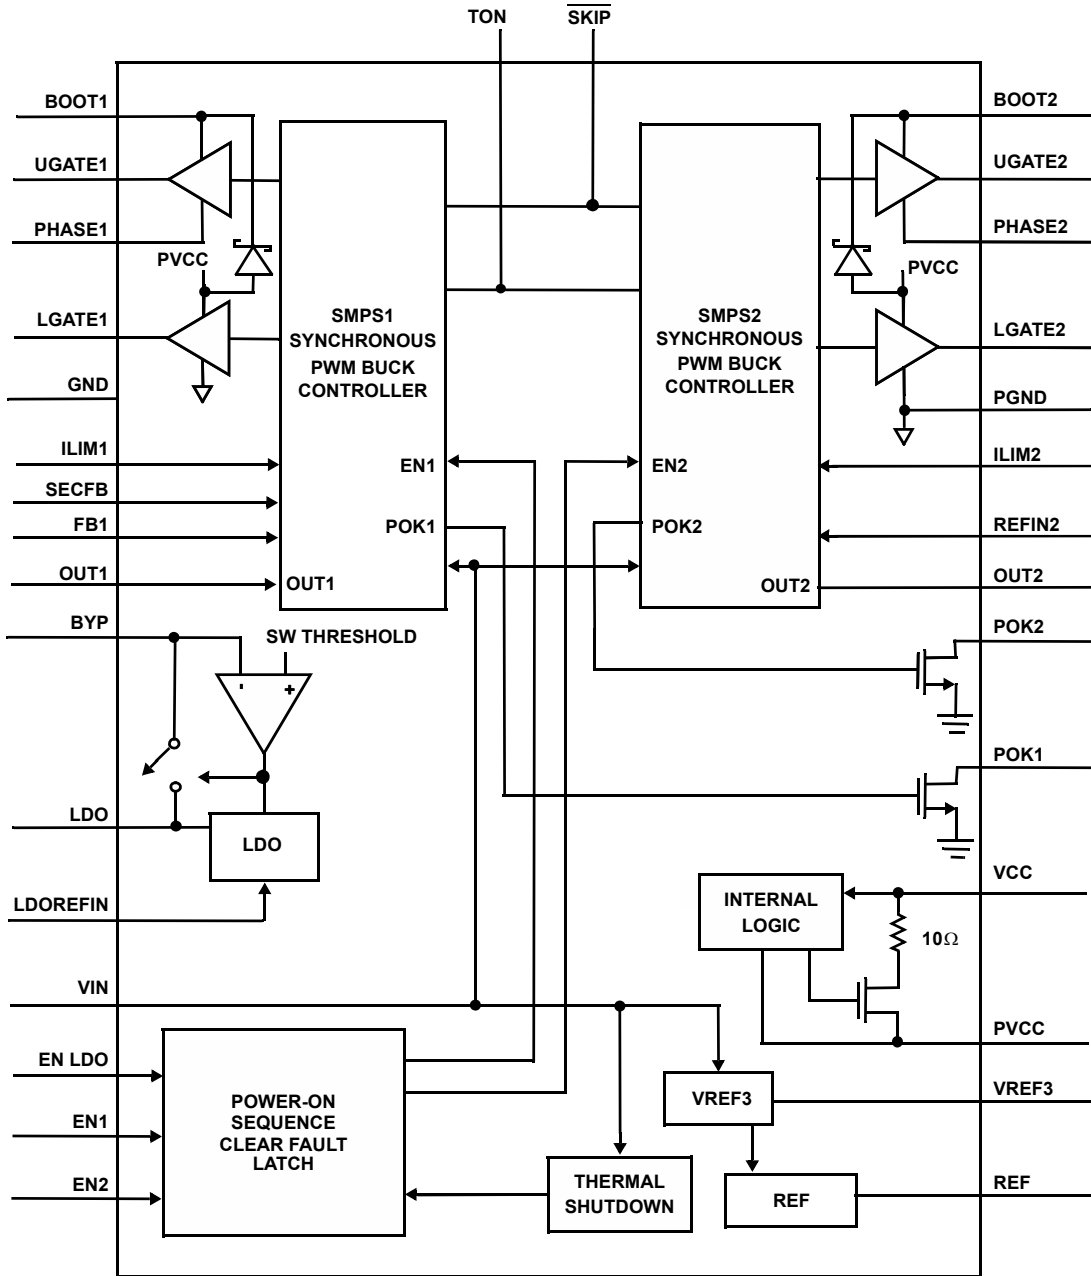 TON
SKIP
BOOT1
BOOT2
UGATE1
UGATE2
PHASE1
PHASE2
PVCC
PVCC
LGATE1
LGATE2
SMPS1
SYNCHRONOUS
PWM BUCK
CONTROLLER
SMPS2
SYNCHRONOUS
PWM BUCK
CONTROLLER
GND
PGND
ILIM1
EN1
EN2
ILIM2
SECFB
FB1
POK1
POK2
REFIN2
OUT1
OUT1
OUT2
OUT2
BYP
SW THRESHOLD
POK2
-
+
POK1
LDO
LDO
LDOREFIN
VCC
INTERNAL
LOGIC
10Ω
VIN
PVCC
EN LDO
EN1
EN2
POWER-ON
SEQUENCE
CLEAR FAULT
LATCH
VREF3
VREF3
THERMAL
SHUTDOWN
REF
REF